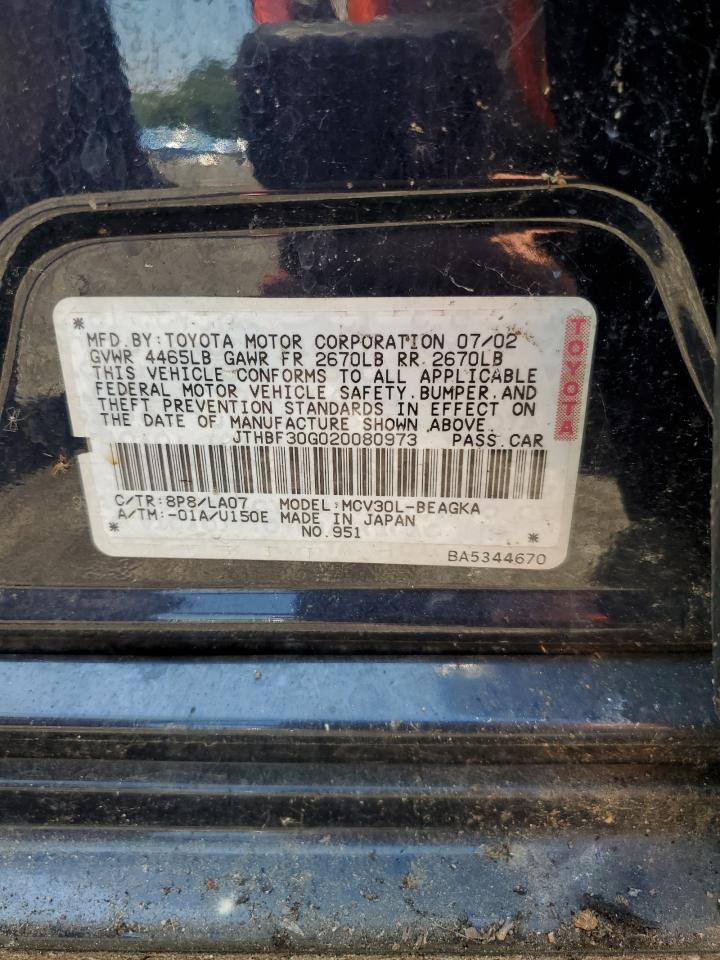 MFD.BY:TOYOTA MOTOR CORPORATION 07/02
GVWR 4465LB GAWR FR 2670LB RR 2670LB
THIS VEHICLE CONFORMS TO ALL APPLICABLE
FEDERAL MOTOR VEHICLE SAFETY, BUMPER, AND
THEFT PREVENTION STANDARDS IN EFFECT ON
THE DATE OF MANUFACTURE SHOWN ABOVE.
JTHBF30G020080973 PASS.CAR
C/TR:8P8/LA07 MODEL:MCV30L-BEAGKA
A/TM:-01A/U150E MADE IN JAPAN
NO.951
BA5344670
TOYOTA